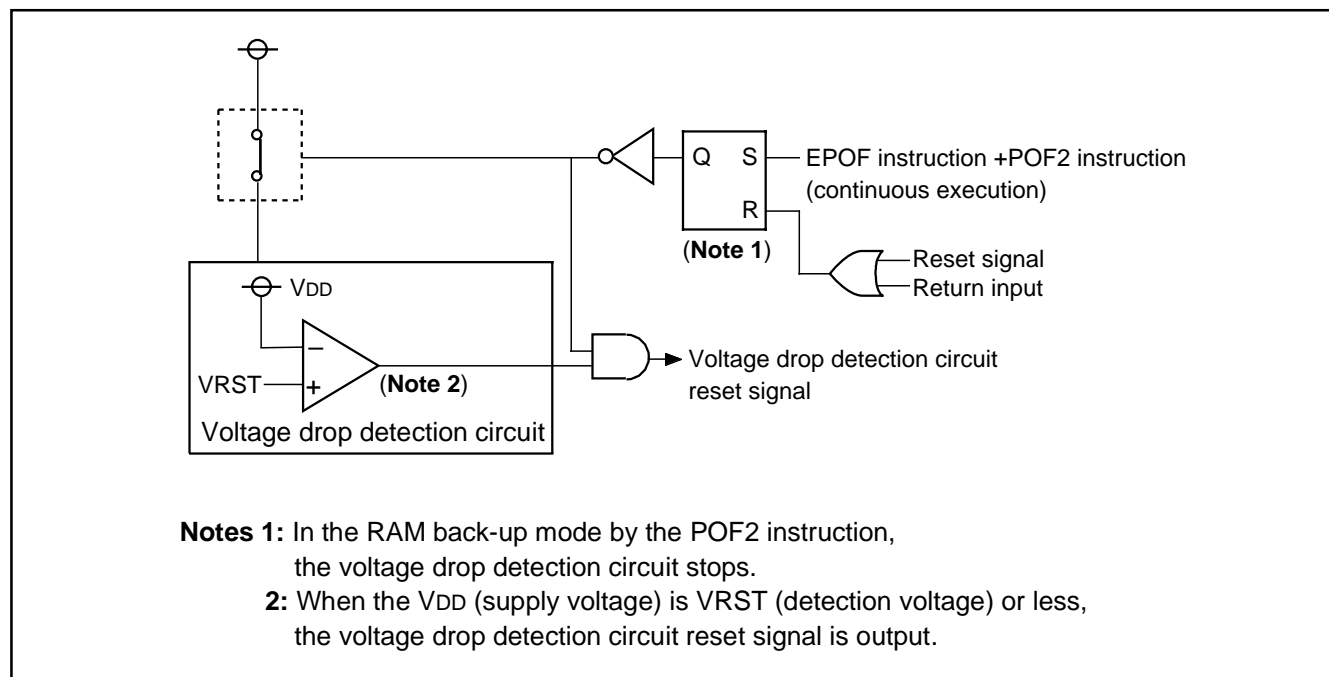 Q S
EPOF instruction +POF2 instruction
(continuous execution)
R
(Note 1)
Reset signal
Return input
VDD
−
VRST
+
(Note 2)
Voltage drop detection circuit
reset signal
Voltage drop detection circuit
Notes 1: In the RAM back-up mode by the POF2 instruction,
the voltage drop detection circuit stops.
2: When the VDD (supply voltage) is VRST (detection voltage) or less,
the voltage drop detection circuit reset signal is output.